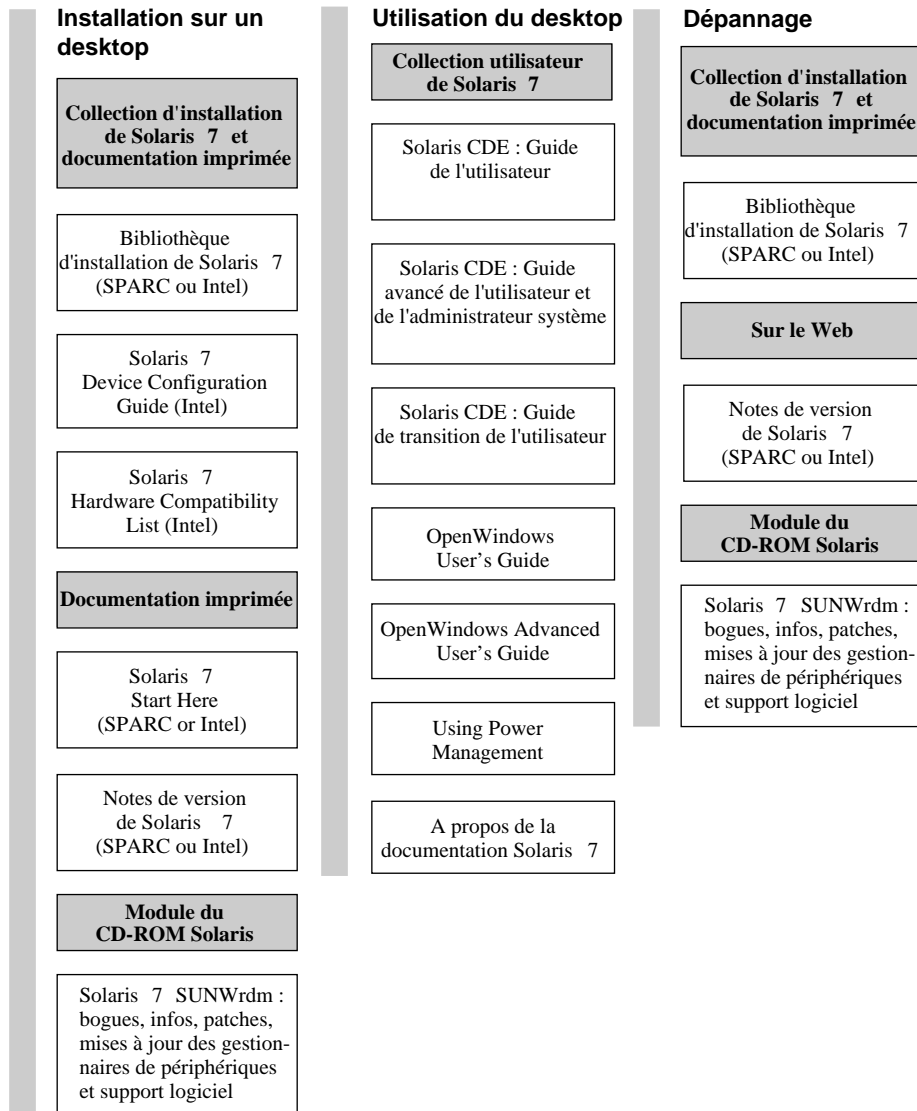 Installation sur un
desktop
Collection d'installation
de Solaris 7 et
documentation imprimée
Bibliothèque
d'installation de Solaris 7
(SPARC ou Intel)
Solaris 7
Device Configuration
Guide (Intel)
Solaris 7
Hardware Compatibility
List (Intel)
Documentation imprimée
Solaris 7
Start Here
(SPARC or Intel)
Notes de version
de Solaris 7
(SPARC ou Intel)
Module du
CD-ROM Solaris
Solaris 7 SUNWrdm :
bogues, infos, patches,
mises à jour des gestion-
naires de périphériques
et support logiciel
Utilisation du desktop
Collection utilisateur
de Solaris 7
Solaris CDE : Guide
de l'utilisateur
Solaris CDE : Guide
avancé de l'utilisateur et
de l'administrateur système
Solaris CDE : Guide
de transition de l'utilisateur
OpenWindows
User's Guide
OpenWindows Advanced
User's Guide
Using Power
Management
A propos de la
documentation Solaris 7
Dépannage
Collection d'installation
de Solaris 7 et
documentation imprimée
Bibliothèque
d'installation de Solaris 7
(SPARC ou Intel)
Sur le Web
Notes de version
de Solaris 7
(SPARC ou Intel)
Module du
CD-ROM Solaris
Solaris 7 SUNWrdm :
bogues, infos, patches,
mises à jour des gestion-
naires de périphériques
et support logiciel